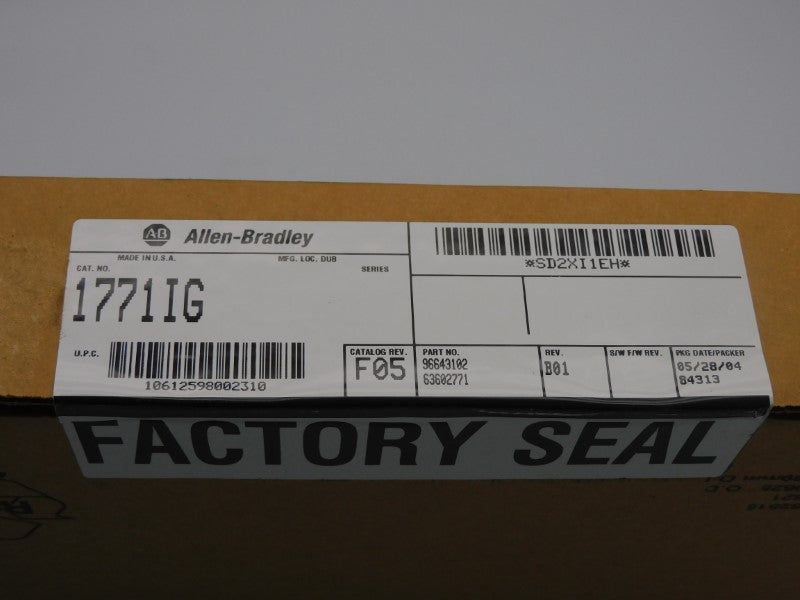 AB Allen-Bradley
MADE IN U.S.A. MFG. LOC. DUB
CAT. NO. SERIES
1771IG
U.P.C.
10612598002310
CATALOG REV.
F05
*SD2XI1EH*
PART NO.
96643102
63602771
REV.
B01
S/W F/W REV.
PKG DATE/PACKER
05/28/04
84313
FACTORY SEAL